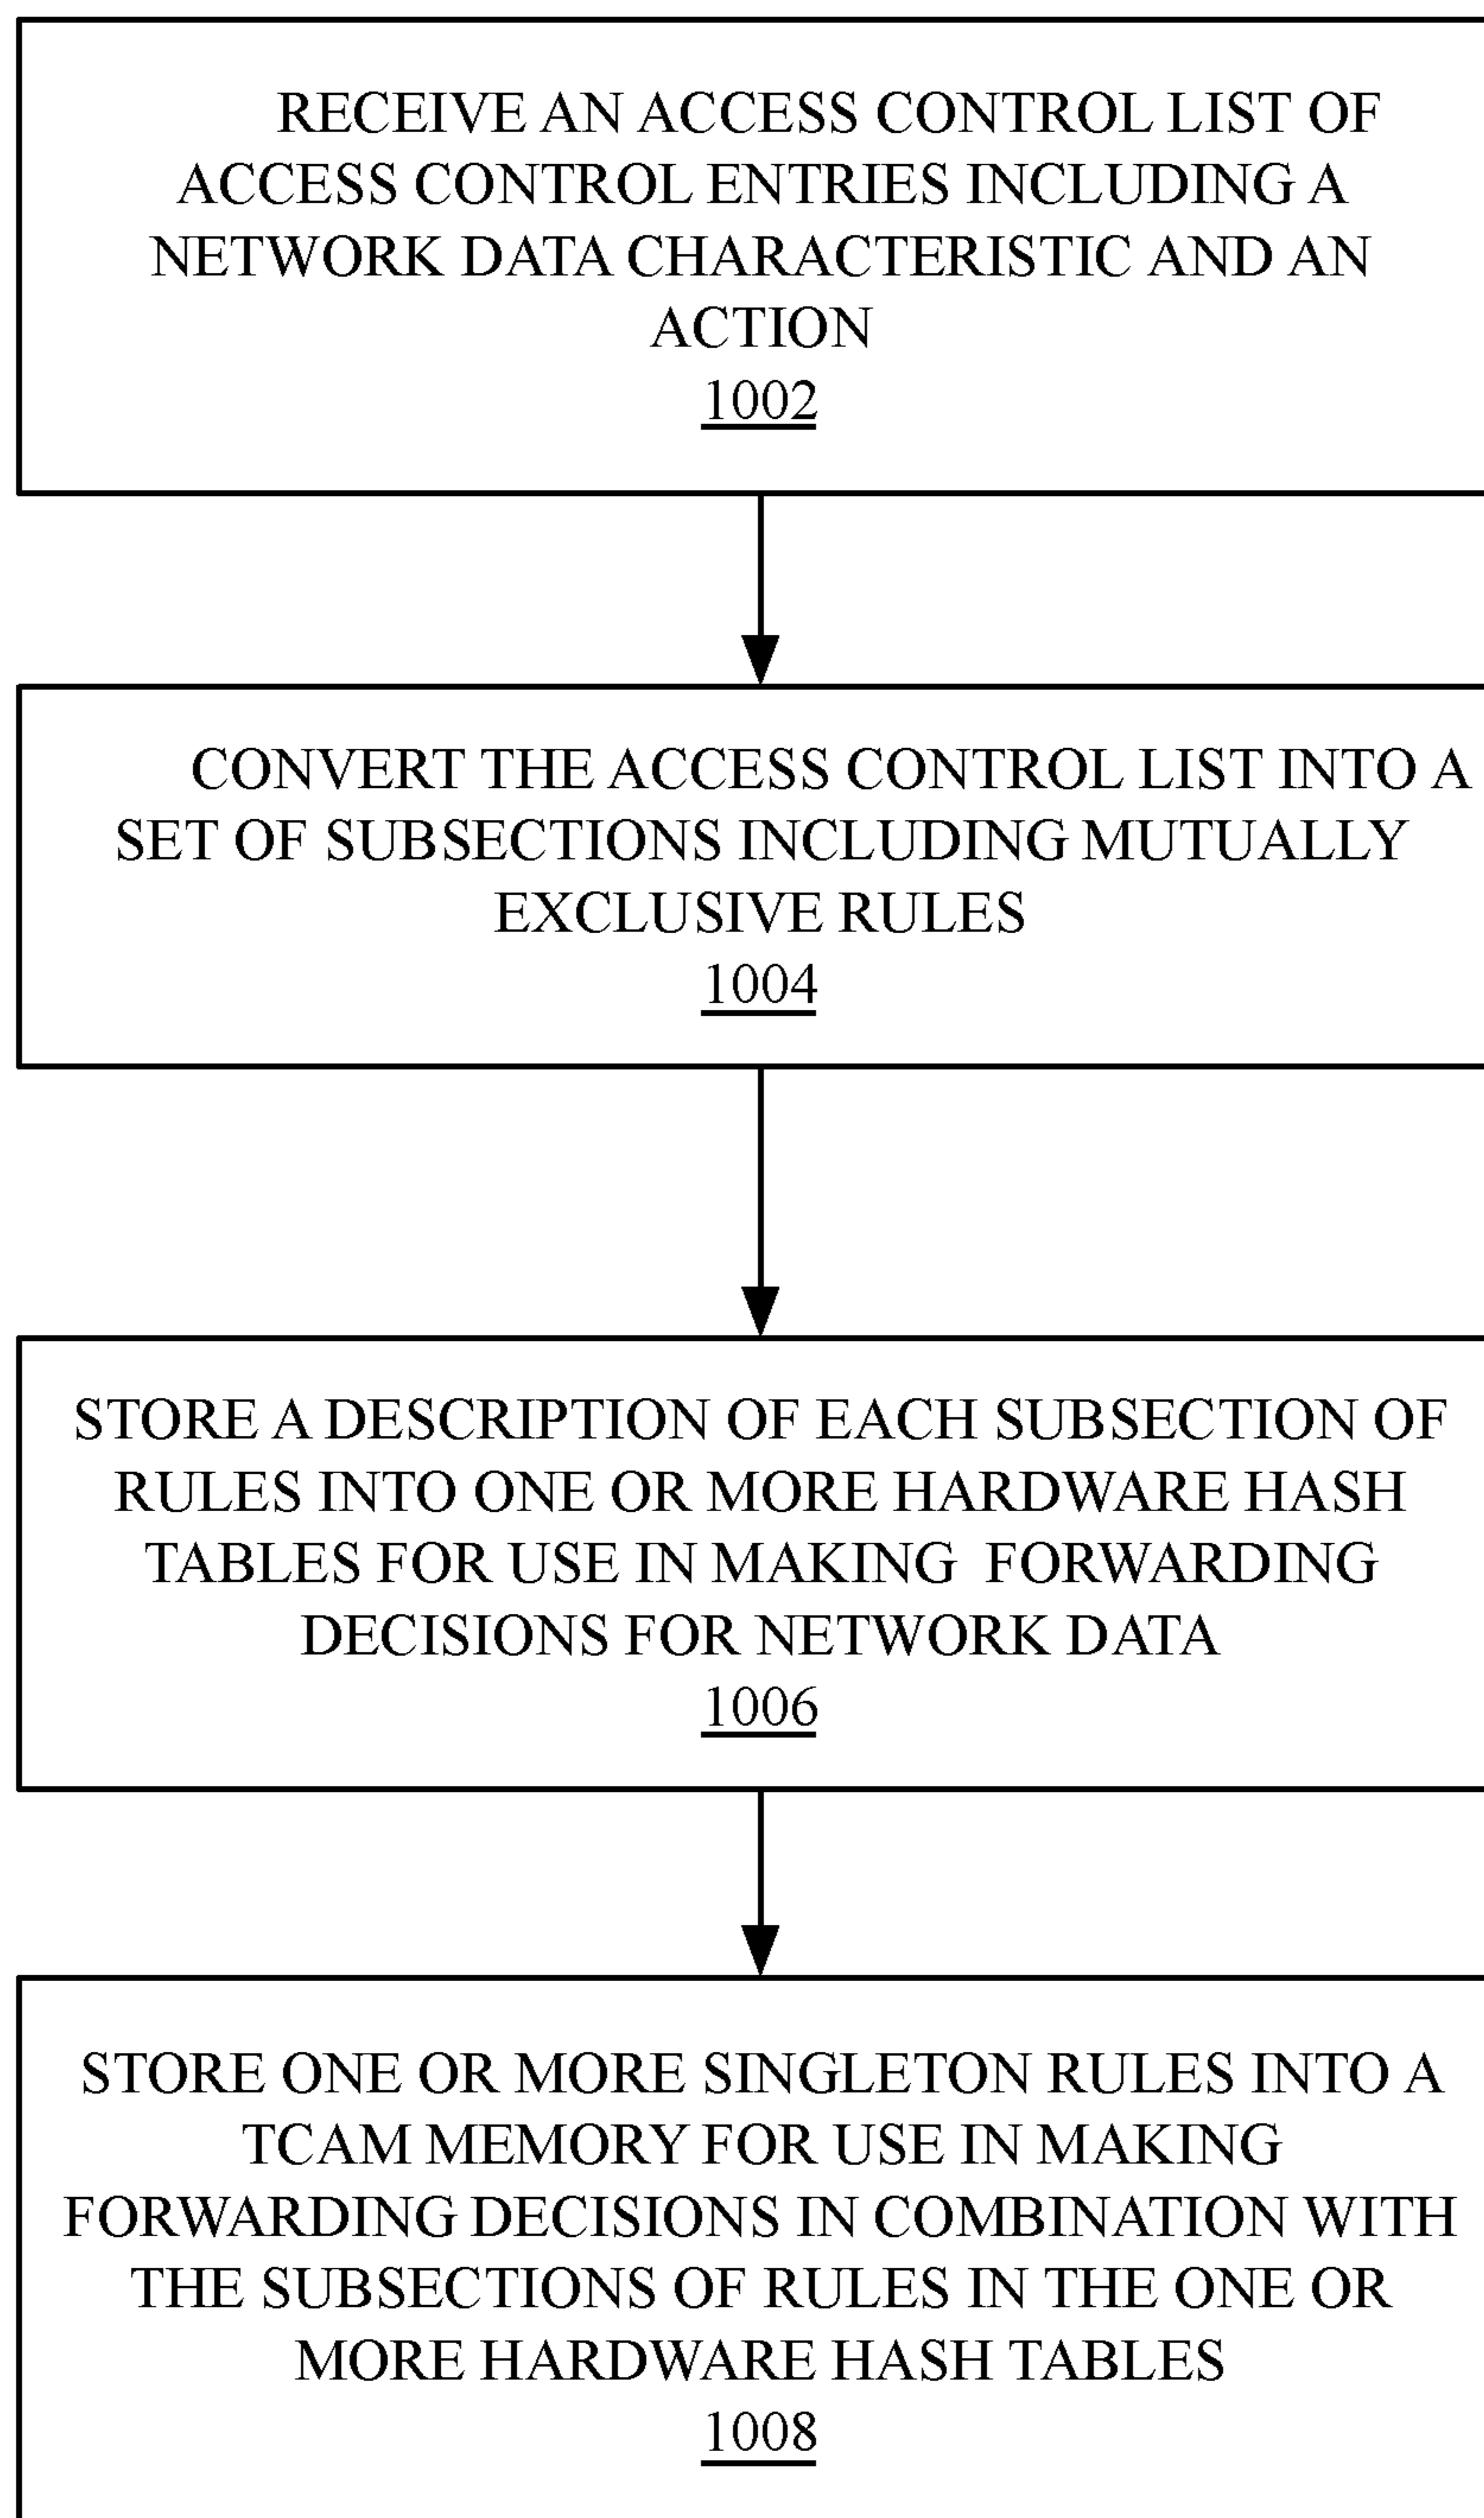 RECEIVE AN ACCESS CONTROL LIST OF
ACCESS CONTROL ENTRIES INCLUDING A
NETWORK DATA CHARACTERISTIC AND AN
ACTION
1002
CONVERT THE ACCESS CONTROL LIST INTO A
SET OF SUBSECTIONS INCLUDING MUTUALLY
EXCLUSIVE RULES
1004
STORE A DESCRIPTION OF EACH SUBSECTION OF
RULES INTO ONE OR MORE HARDWARE HASH
TABLES FOR USE IN MAKING FORWARDING
DECISIONS FOR NETWORK DATA
1006
STORE ONE OR MORE SINGLETON RULES INTO A
TCAM MEMORY FOR USE IN MAKING
FORWARDING DECISIONS IN COMBINATION WITH
THE SUBSECTIONS OF RULES IN THE ONE OR
MORE HARDWARE HASH TABLES
1008